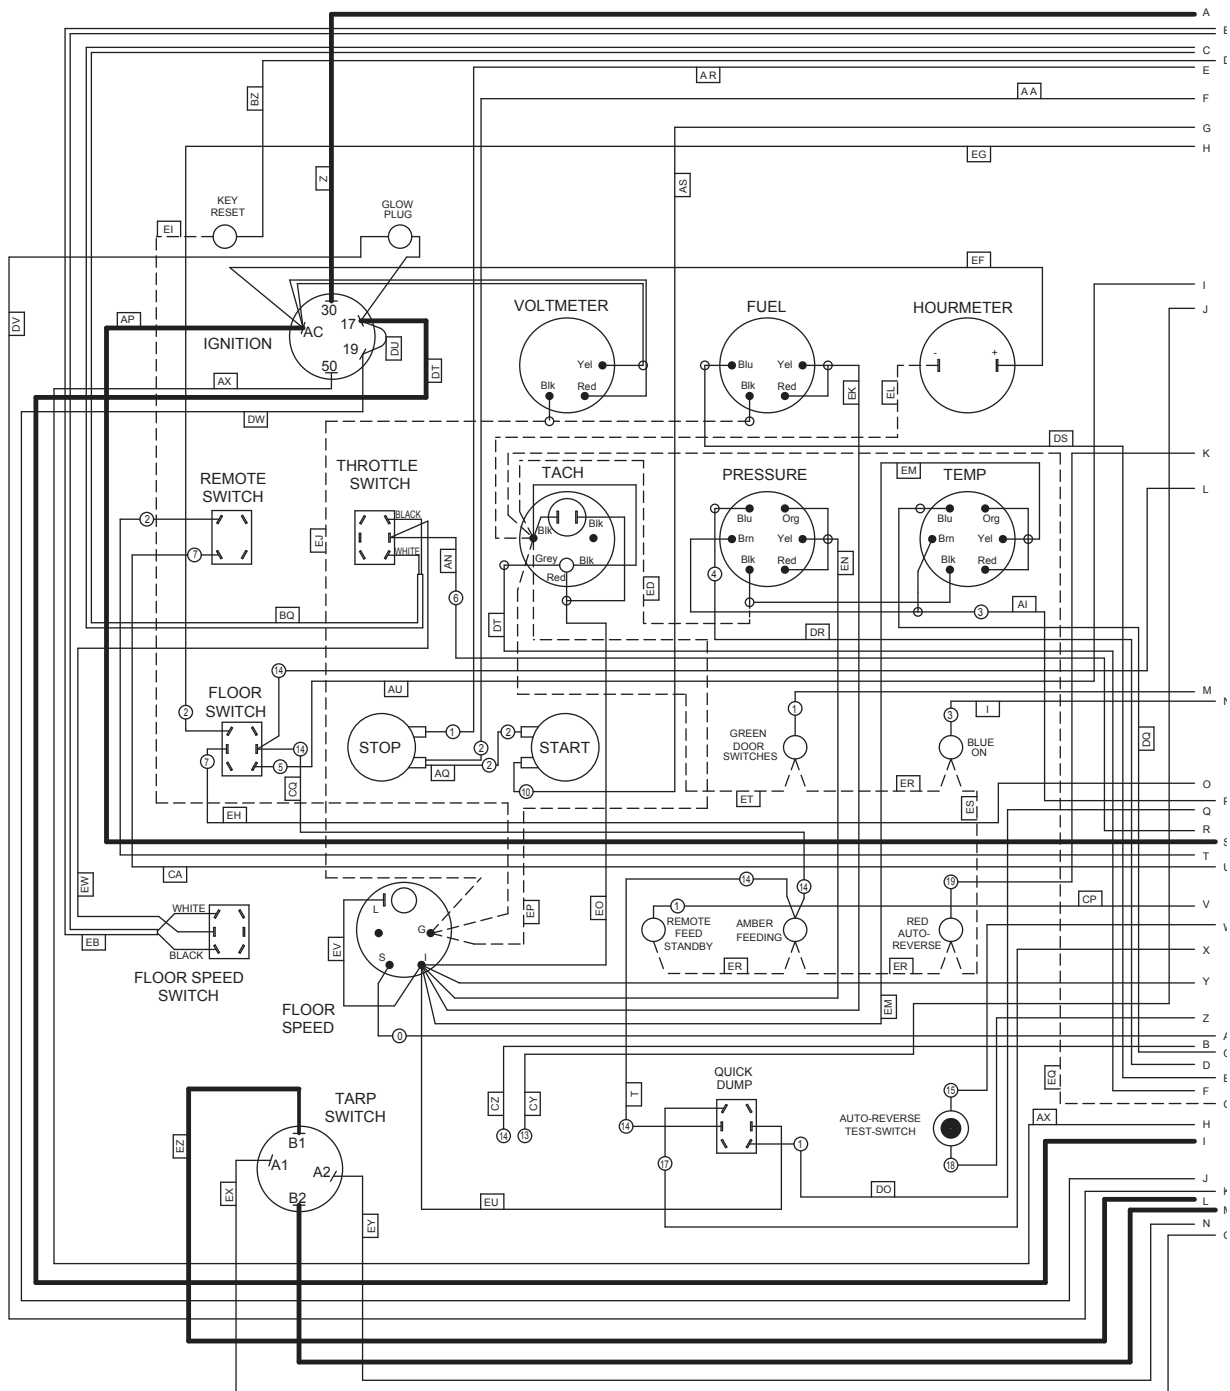 A
C
E
AR
AA
F
BZ
G
H
EG
Z
AS
KEY
RESET
GLOW
PLUG
EI
EF
I
J
DV
AP
30
17
AC
IGNITION
19
50
DU
DT
AX
DW
VOLTMETER
Yel
Blk
Red
FUEL
Blu
Yel
Blk
Red
HOURMETER
-
+
EK
EL
DS
K
L
REMOTE
SWITCH
2
7
THROTTLE
SWITCH
BLACK
WHITE
EJ
AN
6
BQ
TACH
Blk
Blk
Grey
Blk
Red
ED
DT
PRESSURE
Blu
Org
Brn
Yel
Blk
Red
4
EN
DR
EM
TEMP
Blu
Org
Brn
Yel
Blk
Red
3
AI
14
AU
M
FLOOR
SWITCH
2
7
14
5
CQ
EH
STOP
1
2
AQ
2
2
START
10
1
GREEN
DOOR
SWITCHES
3
I
BLUE
ON
DQ
ET
ER
ES
O
Q
R
T
CA
EW
WHITE
BLACK
EB
FLOOR SPEED
SWITCH
L
G
S
I
EV
FLOOR
SPEED
EP
EO
14
14
1
REMOTE
FEED
STANDBY
AMBER
FEEDING
19
RED
AUTO-
REVERSE
CP
V
X
ER
ER
EM
Y
Z
0
B
D
F
H
CZ
CY
14
13
T
14
QUICK
DUMP
17
1
DO
15
AUTO-REVERSE
TEST-SWITCH
18
EQ
AX
I
J
L
N
TARP
SWITCH
EZ
B1
A1
A2
B2
EX
EY
EU